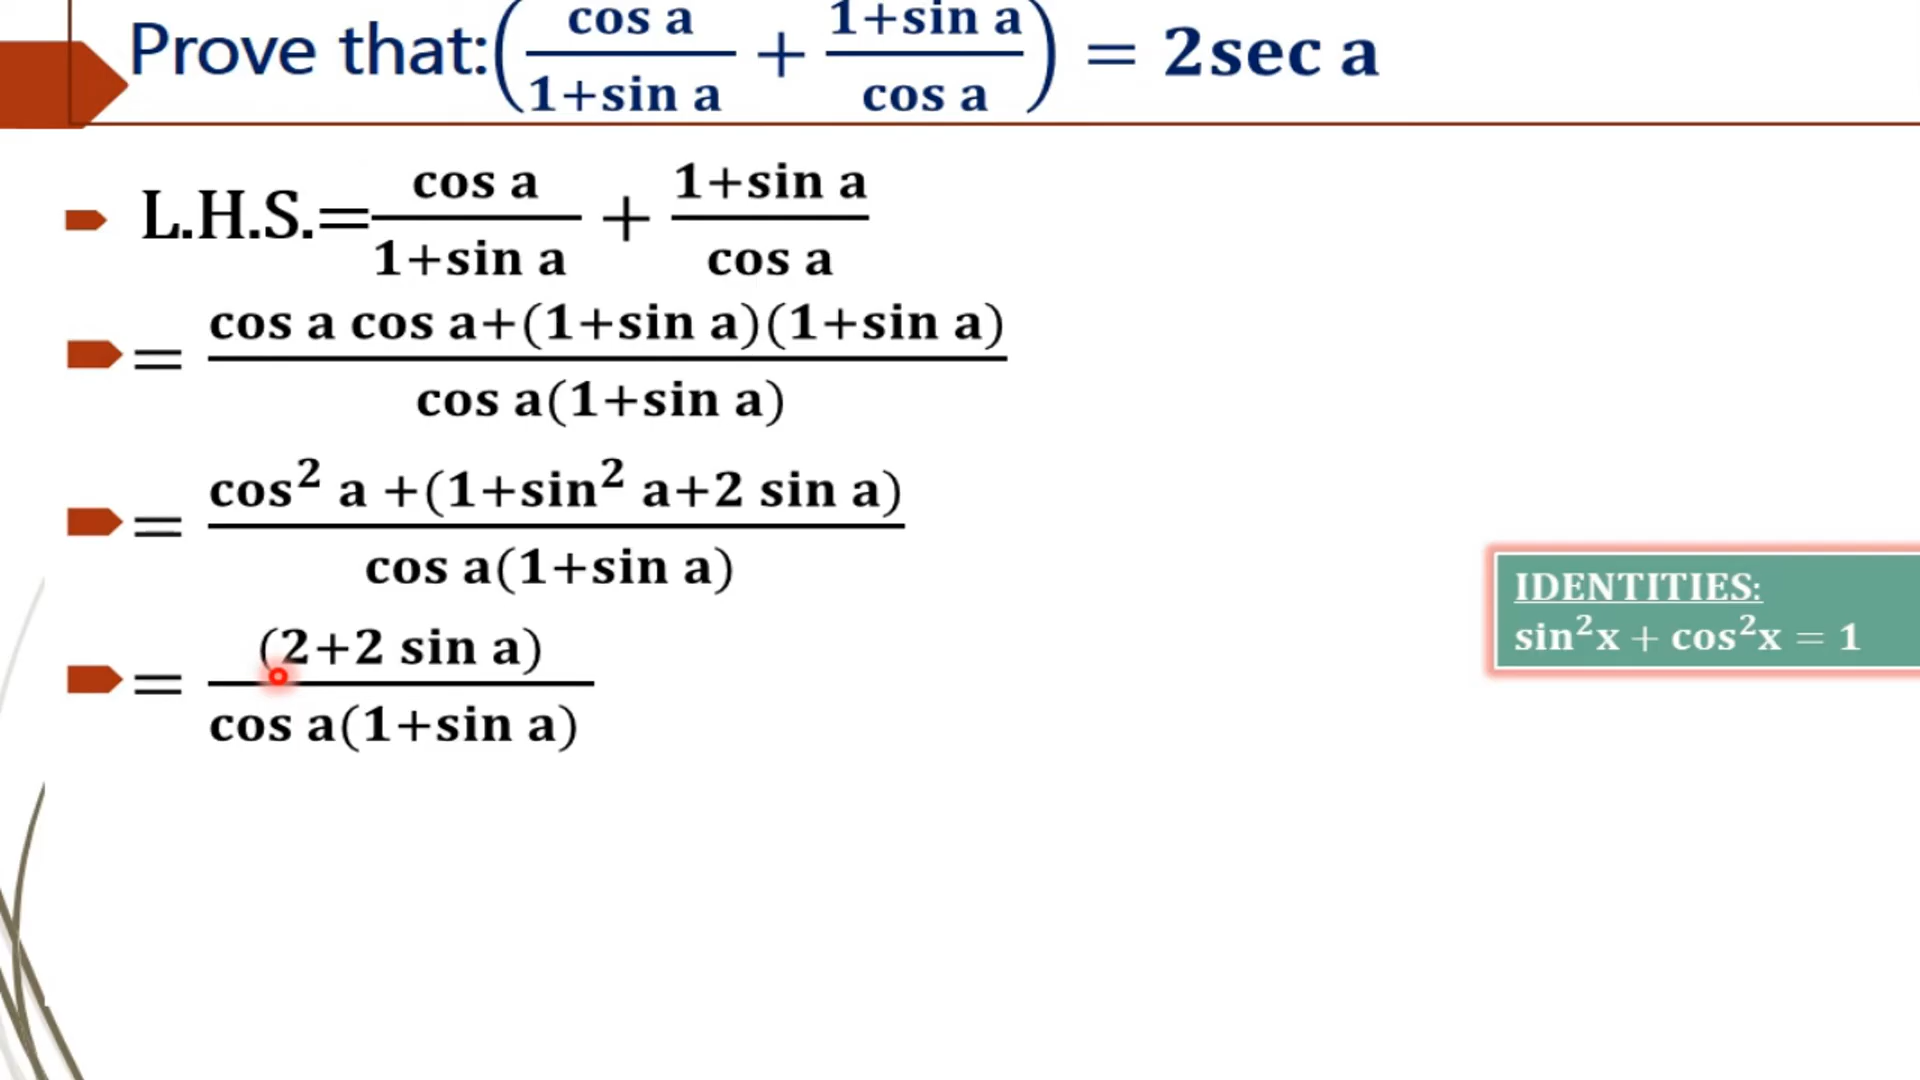 Prove that:(cos a/1+sin a + 1+sin a/cos a) = 2sec a
L.H.S.=cos a/1+sin a + 1+sin a/cos a
= cos a cos a+(1+sin a)(1+sin a)/cos a(1+sin a)
= cos² a +(1+sin² a+2 sin a)/cos a(1+sin a)
= (2+2 sin a)/cos a(1+sin a)
IDENTITIES:
sin²x + cos²x = 1